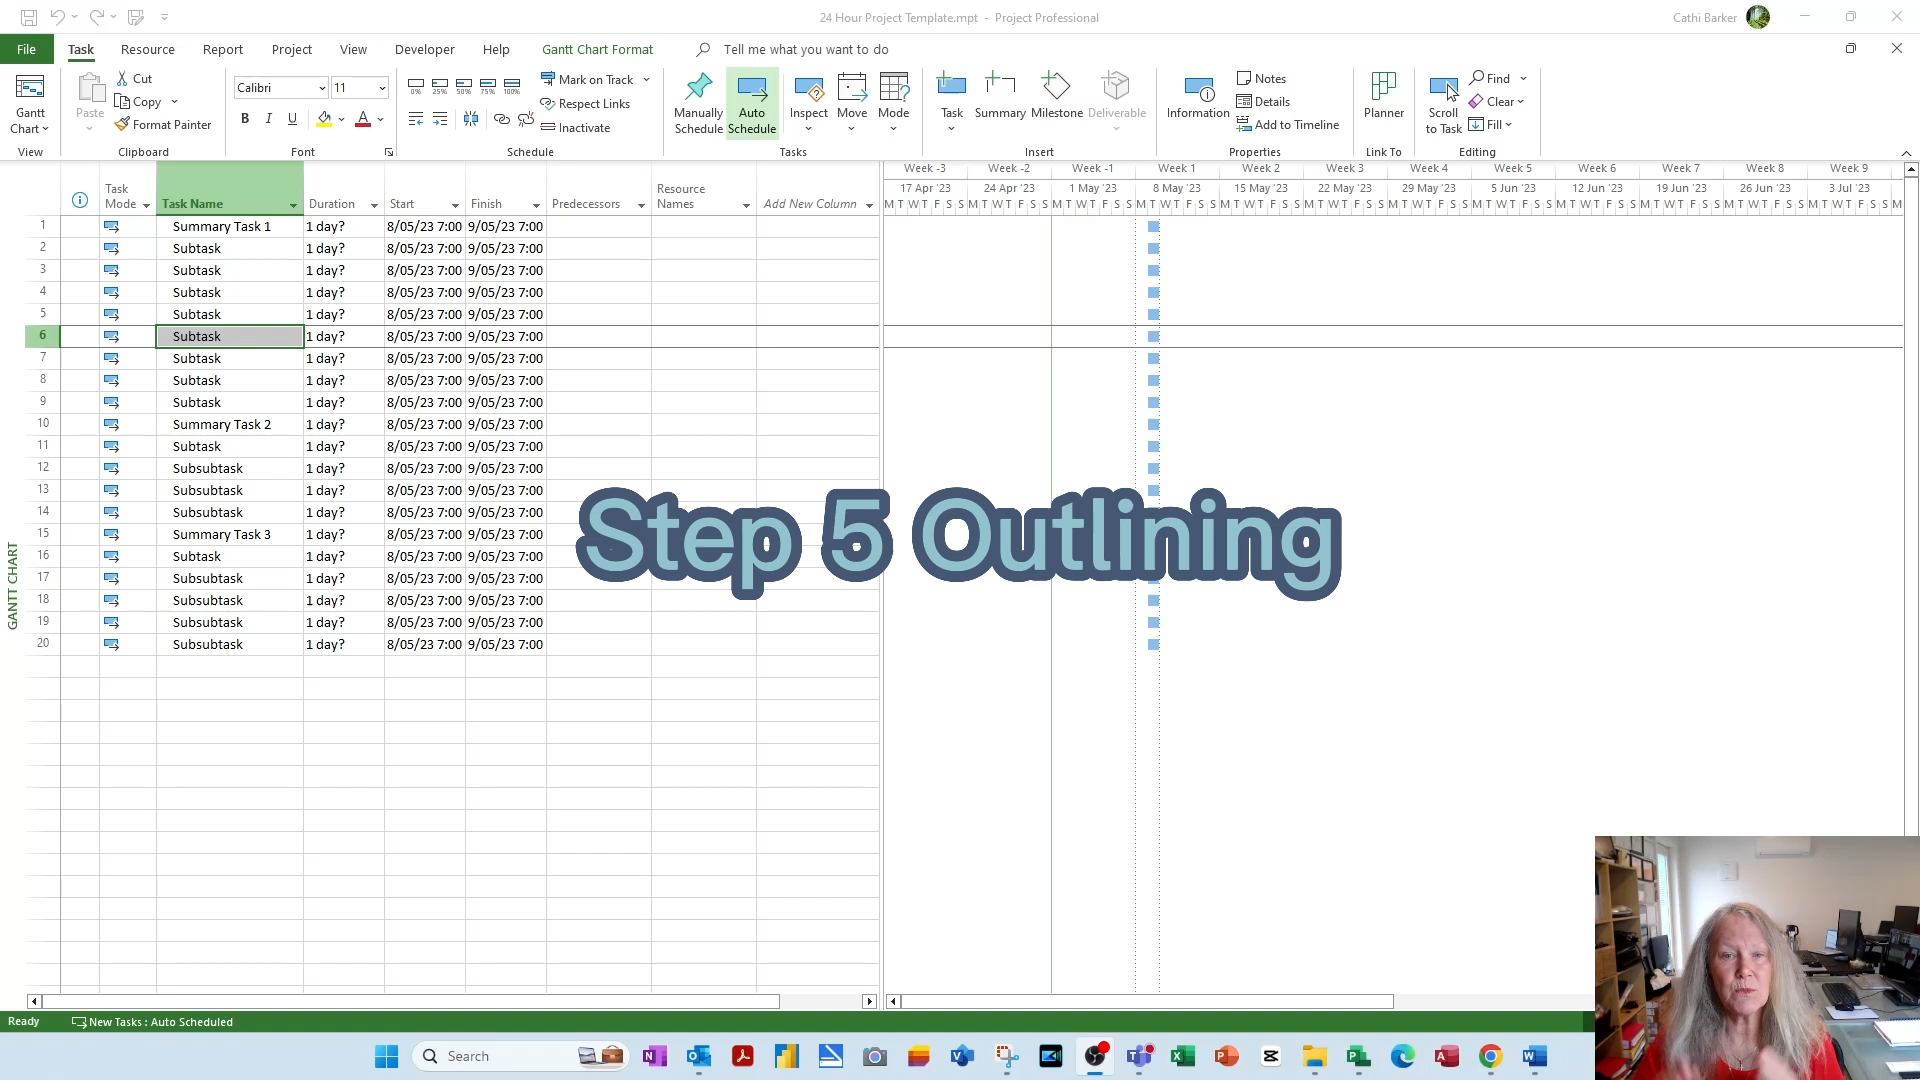 24 Hour Project Template.mpt - Project Professional
Cathi Barker
File Task Resource Report Project View Developer Help Gantt Chart Format Tell me what you want to do
Gantt Chart
View
Paste
Cut
Copy
Format Painter
Clipboard
Calibri 11
B I U A
Font
0% 25% 50% 75% 100%
Mark on Track
Respect Links
Inactivate
Schedule
Manually Schedule
Auto Schedule
Inspect
Move
Mode
Tasks
Task
Summary
Milestone
Deliverable
Insert
Information
Notes
Details
Add to Timeline
Properties
Planner
Link To
Scroll to Task
Find
Clear
Fill
Editing
Task Mode Task Name Duration Start Finish Predecessors Resource Names Add New Column
Week -3 Week -2 Week -1 Week 1 Week 2 Week 3 Week 4 Week 5 Week 6 Week 7 Week 8 Week 9
17 Apr '23 24 Apr '23 1 May '23 8 May '23 15 May '23 22 May '23 29 May '23 5 Jun '23 12 Jun '23 19 Jun '23 26 Jun '23 3 Jul '23
M T W T F S S M T W T F S S M T W T F S S M T W T F S S M T W T F S S M T W T F S S M T W T F S S M T W T F S S M T W T F S S M T W T F S S M T W T F S S M T W T F S S M
1 Summary Task 1 1 day? 8/05/23 7:00 9/05/23 7:00
2 Subtask 1 day? 8/05/23 7:00 9/05/23 7:00
3 Subtask 1 day? 8/05/23 7:00 9/05/23 7:00
4 Subtask 1 day? 8/05/23 7:00 9/05/23 7:00
5 Subtask 1 day? 8/05/23 7:00 9/05/23 7:00
6 Subtask 1 day? 8/05/23 7:00 9/05/23 7:00
7 Subtask 1 day? 8/05/23 7:00 9/05/23 7:00
8 Subtask 1 day? 8/05/23 7:00 9/05/23 7:00
9 Subtask 1 day? 8/05/23 7:00 9/05/23 7:00
10 Summary Task 2 1 day? 8/05/23 7:00 9/05/23 7:00
11 Subtask 1 day? 8/05/23 7:00 9/05/23 7:00
12 Subsubtask 1 day? 8/05/23 7:00 9/05/23 7:00
13 Subsubtask 1 day? 8/05/23 7:00 9/05/23 7:00
14 Subsubtask 1 day? 8/05/23 7:00 9/05/23 7:00
15 Summary Task 3 1 day? 8/05/23 7:00 9/05/23 7:00
16 Subtask 1 day? 8/05/23 7:00 9/05/23 7:00
17 Subsubtask 1 day? 8/05/23 7:00 9/05/23 7:00
18 Subsubtask 1 day? 8/05/23 7:00 9/05/23 7:00
19 Subsubtask 1 day? 8/05/23 7:00 9/05/23 7:00
20 Subsubtask 1 day? 8/05/23 7:00 9/05/23 7:00
Step 5 Outlining
GANTT CHART
Ready New Tasks : Auto Scheduled
Search